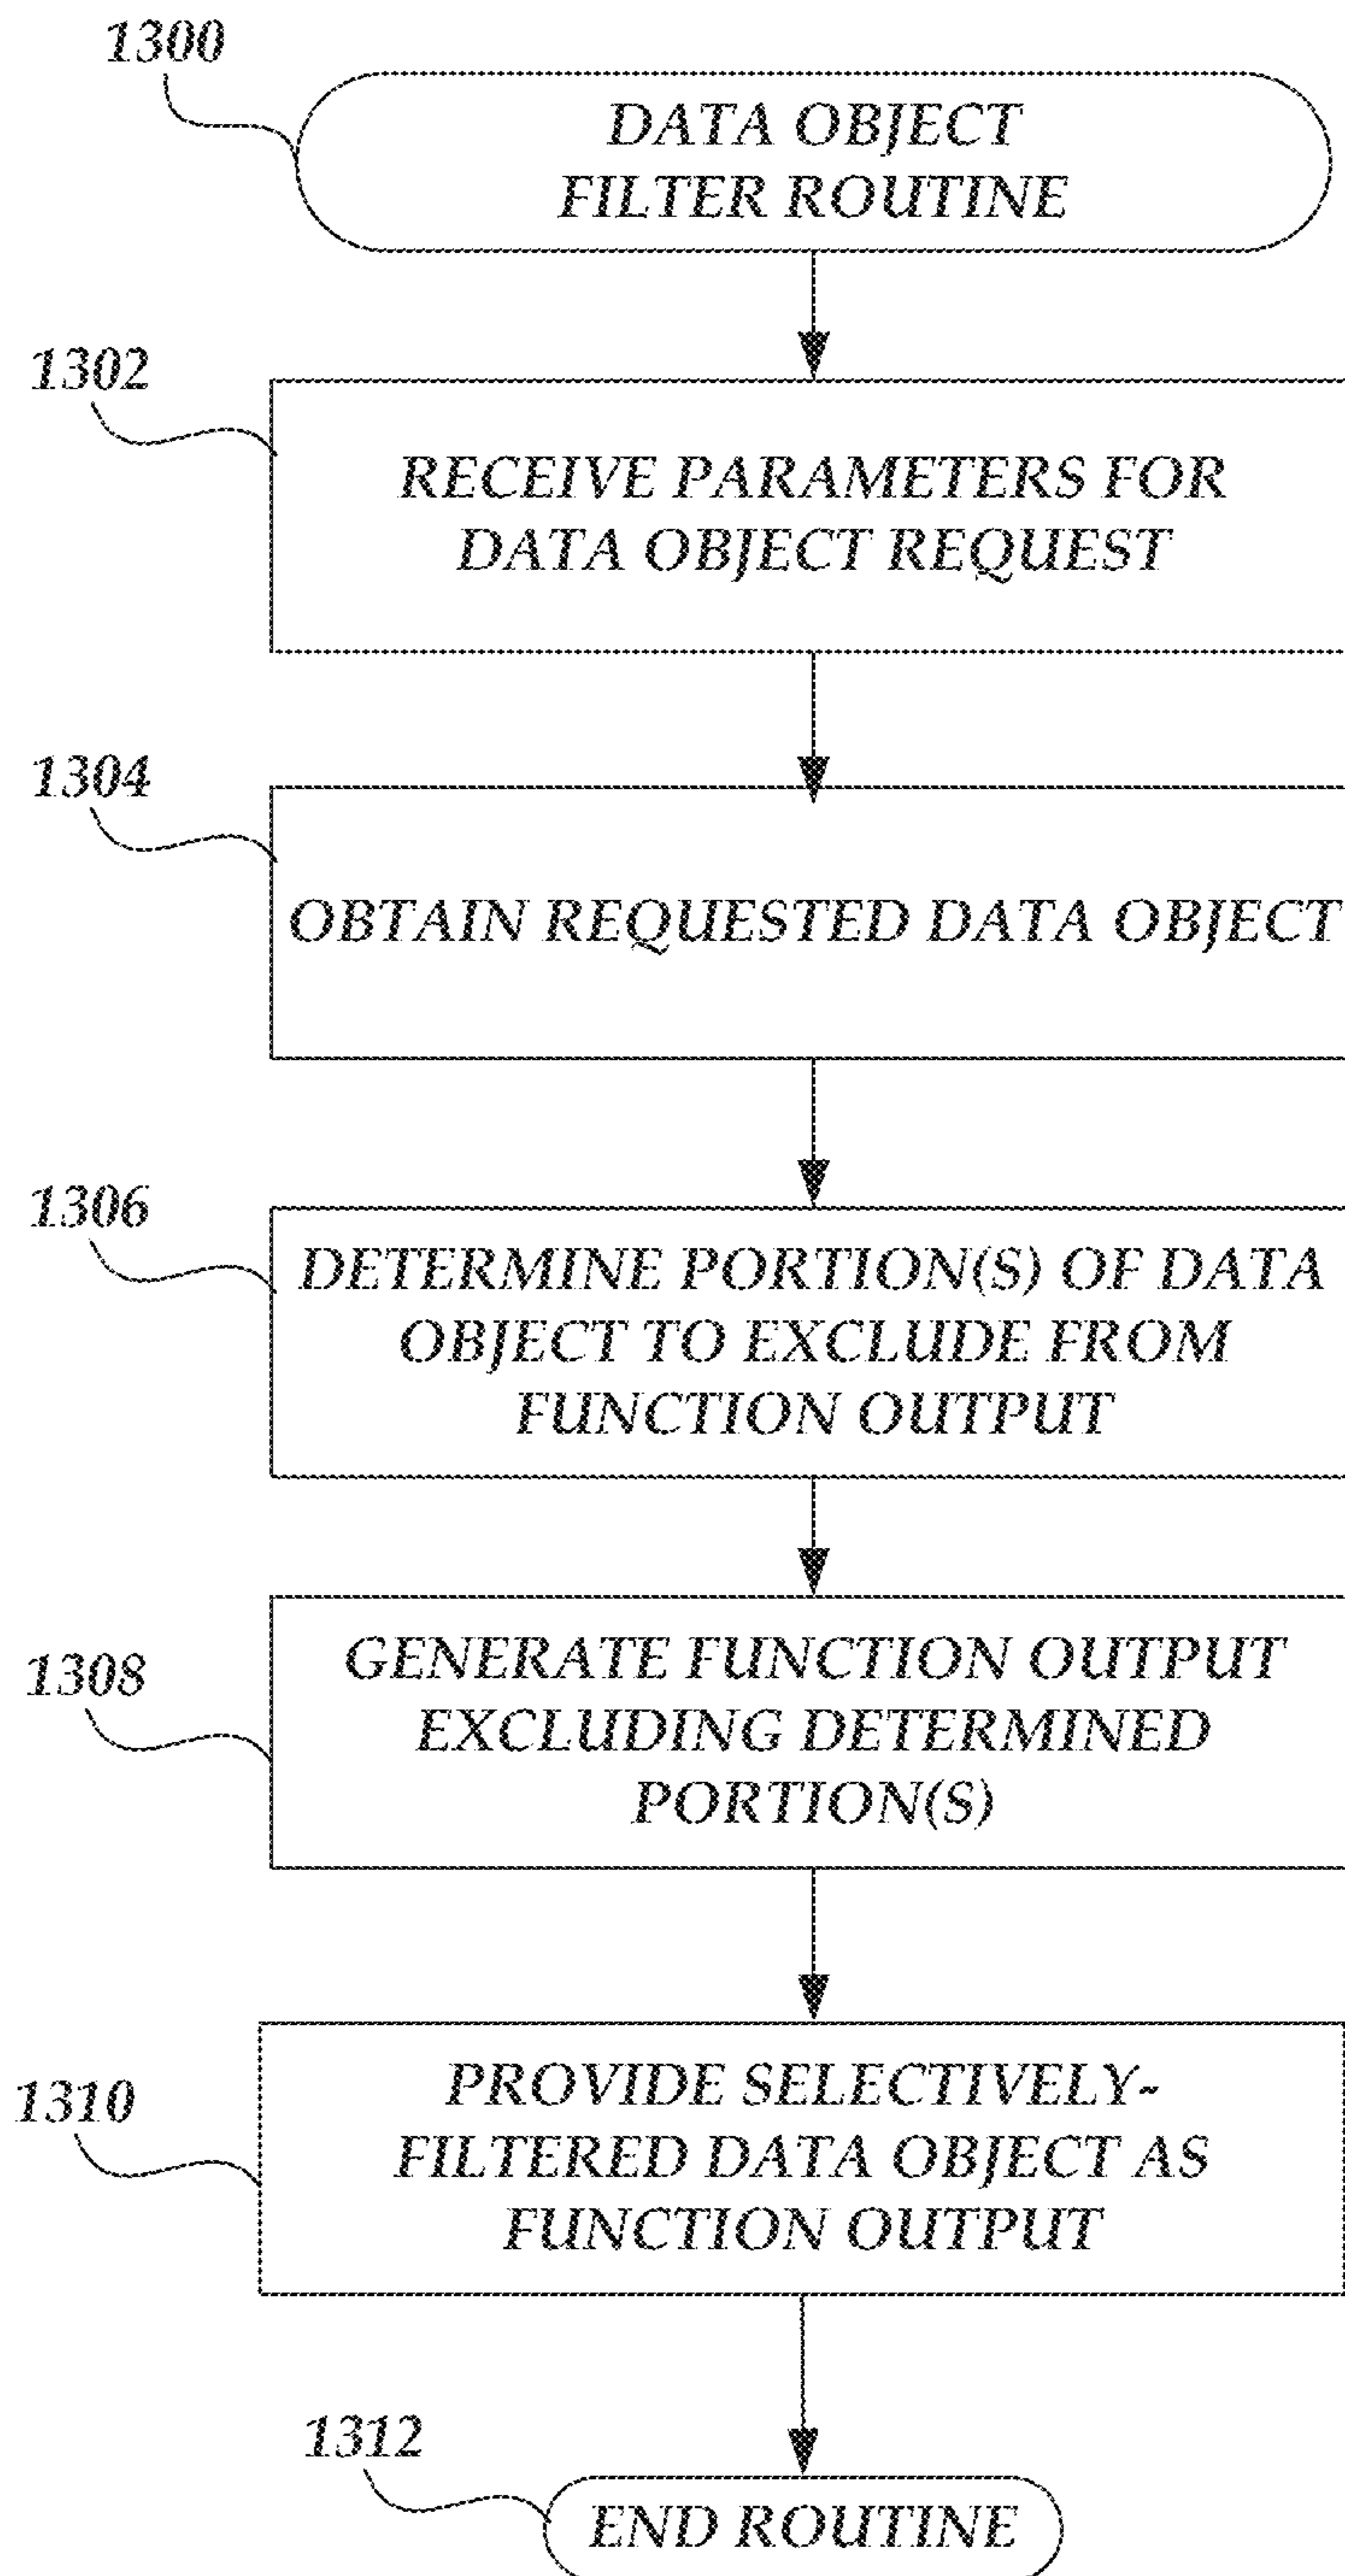 1300
DATA OBJECT
FILTER ROUTINE
1302
RECEIVE PARAMETERS FOR
DATA OBJECT REQUEST
1304
OBTAIN REQUESTED DATA OBJECT
1306
DETERMINE PORTION(S) OF DATA
OBJECT TO EXCLUDE FROM
FUNCTION OUTPUT
1308
GENERATE FUNCTION OUTPUT
EXCLUDING DETERMINED
PORTION(S)
1310
PROVIDE SELECTIVELY-
FILTERED DATA OBJECT AS
FUNCTION OUTPUT
1312
END ROUTINE